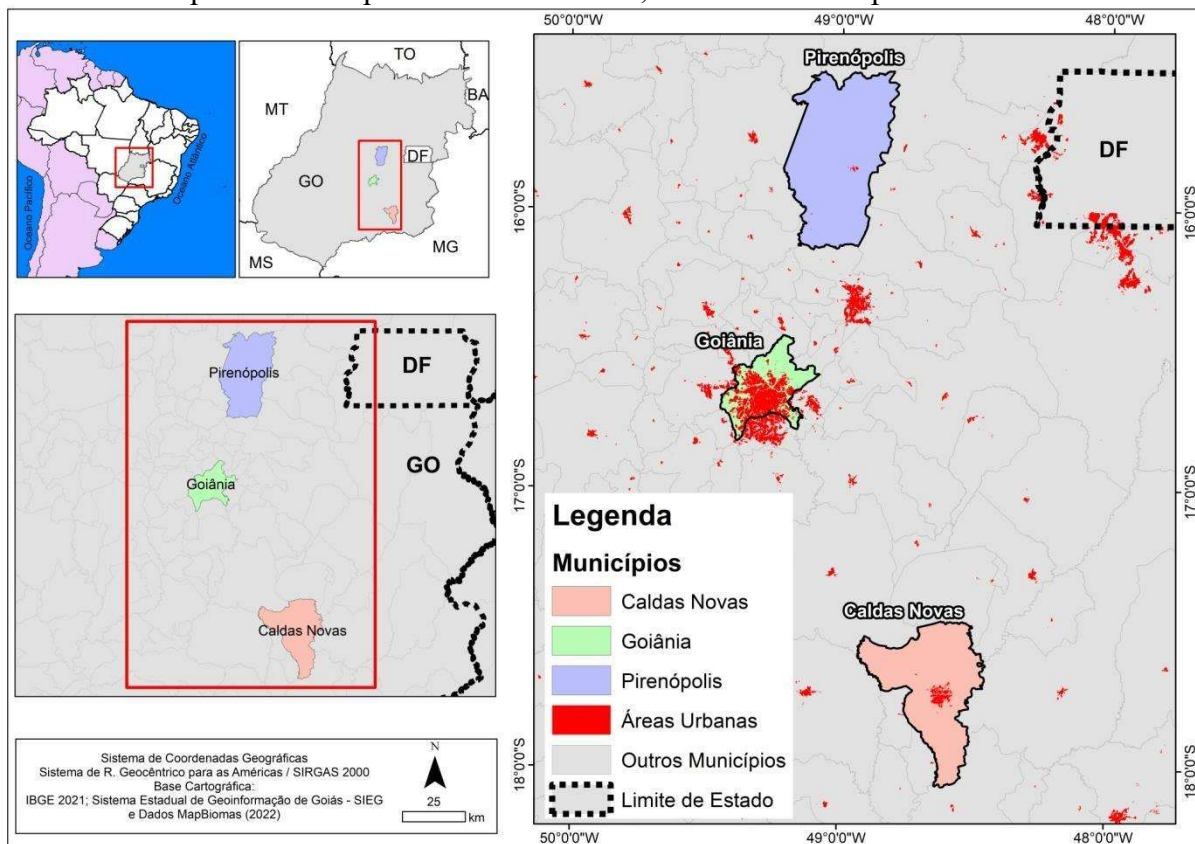 50°0'0"W
49°0'0"W
48°0'0"W
Oceano Pacífico
Oceano Atlântico
TO
BA
MT
DF
GO
MG
MS
Pirenópolis
DF
Goiânia
GO
Caldas Novas
Sistema de Coordenadas Geográficas
Sistema de R. Geocêntrico para as Américas / SIRGAS 2000
Base Cartográfica:
IBGE 2021; Sistema Estadual de Geoinformação de Goiás - SIEG
e Dados MapBiomas (2022)
N
25
km
Pirenópolis
DF
Goiânia
Caldas Novas
16°0'0"S
17°0'0"S
18°0'0"S
16°0'0"S
17°0'0"S
18°0'0"S
Legenda
Municípios
Caldas Novas
Goiânia
Pirenópolis
Áreas Urbanas
Outros Municípios
Limite de Estado
50°0'0"W
49°0'0"W
48°0'0"W